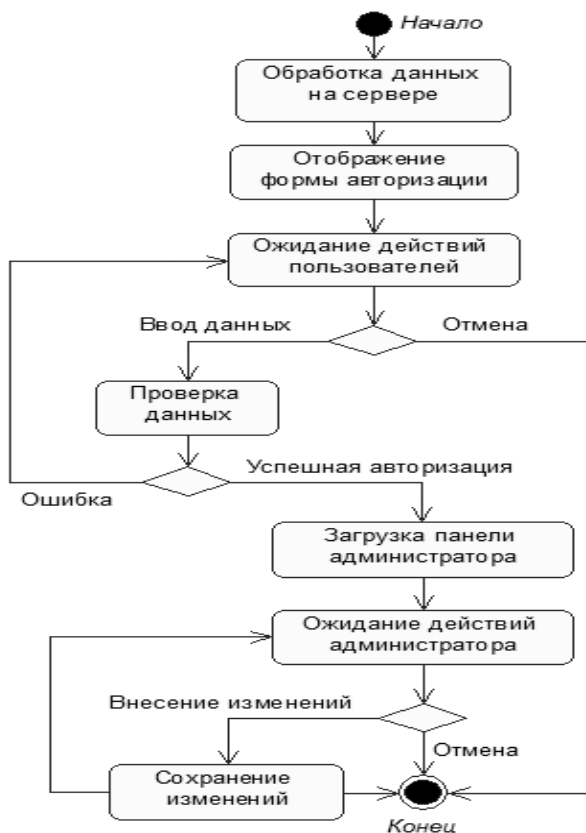 Начало
Обработка данных
на сервере
Отображение
формы авторизации
Ожидание действий
пользователей
Ввод данных
Отмена
Проверка
данных
Успешная авторизация
Ошибка
Загрузка панели
администратора
Ожидание действий
администратора
Внесение изменений
Отмена
Сохранение
изменений
Конец